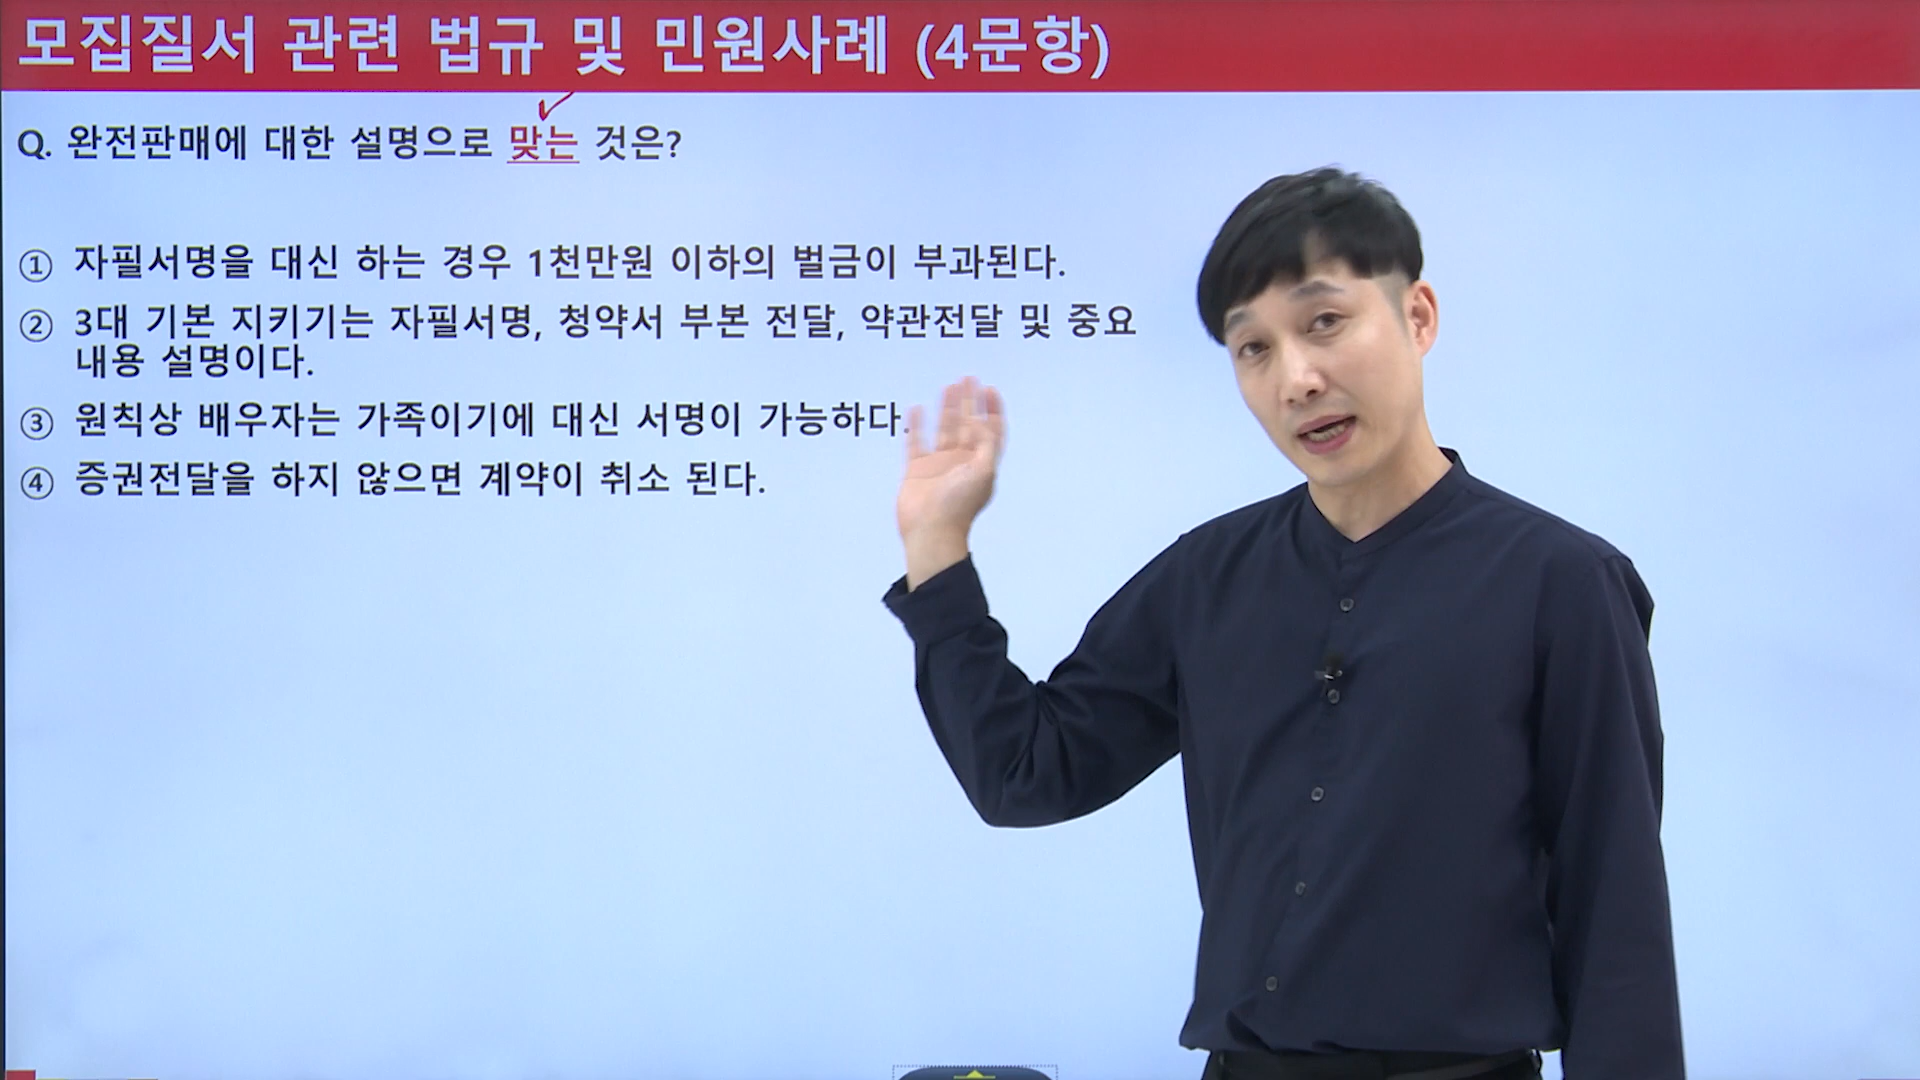 모집질서 관련 법규 및 민원사례 (4문항)
Q. 완전판매에 대한 설명으로 맞는 것은?
① 자필서명을 대신 하는 경우 1천만원 이하의 벌금이 부과된다.
② 3대 기본 지키기는 자필서명, 청약서 부본 전달, 약관전달 및 중요
내용 설명이다.
③ 원칙상 배우자는 가족이기에 대신 서명이 가능하다.
④ 증권전달을 하지 않으면 계약이 취소 된다.